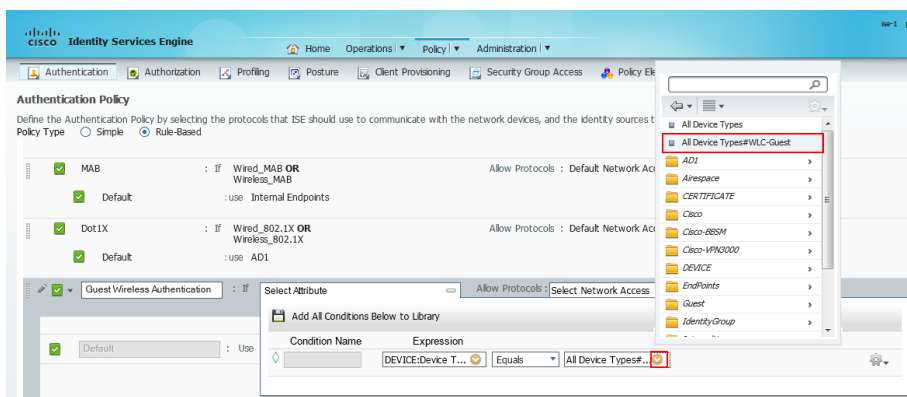 ise-1
CISCO Identity Services Engine
Home Operations Policy Administration
Authentication Authorization Profiling Posture Client Provisioning Security Group Access Policy Ele
Authentication Policy
Define the Authentication Policy by selecting the protocols that ISE should use to communicate with the network devices, and the identity sources t
Policy Type Simple Rule-Based
MAB : If Wired_MAB OR Allow Protocols : Default Network Acc
Wireless_MAB
Default :use Internal Endpoints
Dot1X : If Wired_802.1X OR Allow Protocols : Default Network Acc
Wireless_802.1X
Default :use AD1
Guest Wireless Authentication : If Select Attribute Allow Protocols : Select Network Access
Add All Conditions Below to Library
Condition Name Expression
Default : Use
DEVICE:Device T... Equals All Device Types#...
All Device Types
All Device Types#WLC-Guest
AD1
Airespace
CERTIFICATE
Cisco
Cisco-BBSM
Cisco-VPN3000
DEVICE
EndPoints
Guest
IdentityGroup